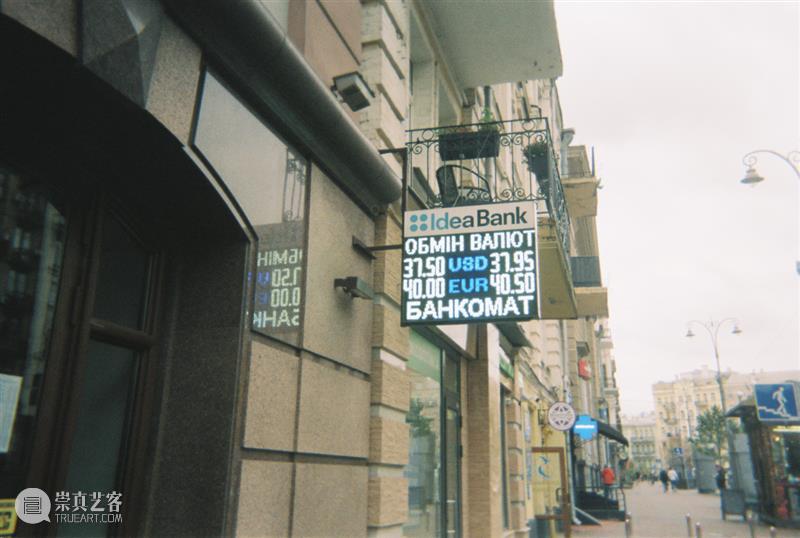 IdeaBank
ОБМІН ВАЛЮТ
37.50 USD 37.95
40.00 EUR 40.50
БАНКОМАТ
崇真艺客
TRUEART.COM